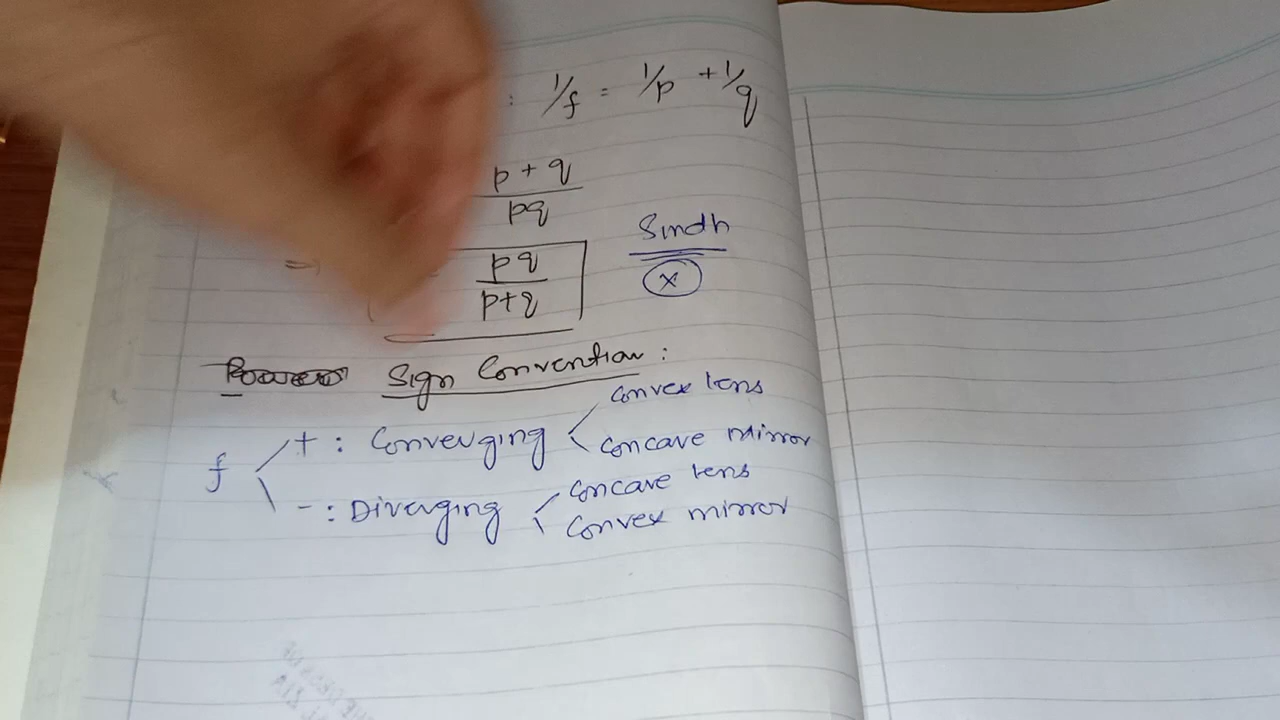 : 1/f = 1/p + 1/q
p + q
pq
=> pq
p+q
Sindh
x
Sign Convention :
convex lens
+ : Converging
concave mirror
f
concave lens
- : Diverging
convex mirror